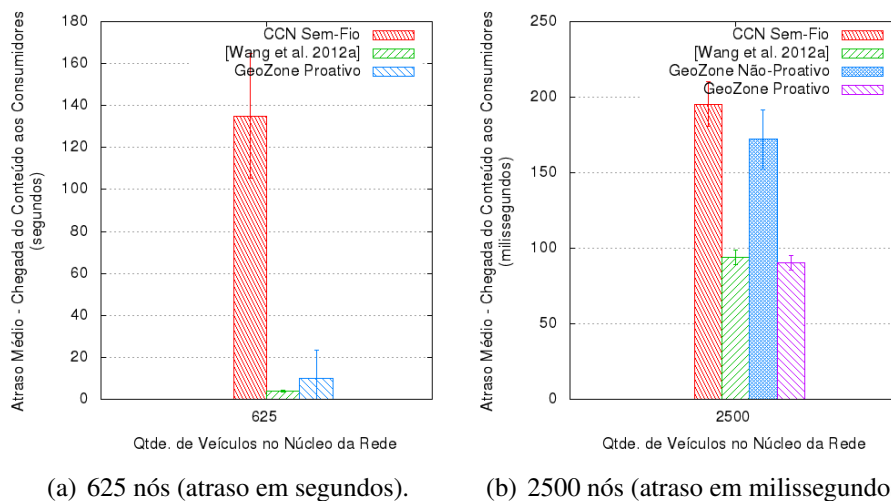 Atraso Médio - Chegada do Conteúdo aos Consumidores
(segundos)
180
160
140
120
100
80
60
40
20
0
CCN Sem-Fio
[Wang et al. 2012a]
GeoZone Proativo
625
Qtde. de Veículos no Núcleo da Rede
(a) 625 nós (atraso em segundos).
Atraso Médio - Chegada do Conteúdo aos Consumidores
(milissegundos)
250
200
150
100
50
0
CCN Sem-Fio
[Wang et al. 2012a]
GeoZone Não-Proativo
GeoZone Proativo
2500
Qtde. de Veículos no Núcleo da Rede
(b) 2500 nós (atraso em milissegundo